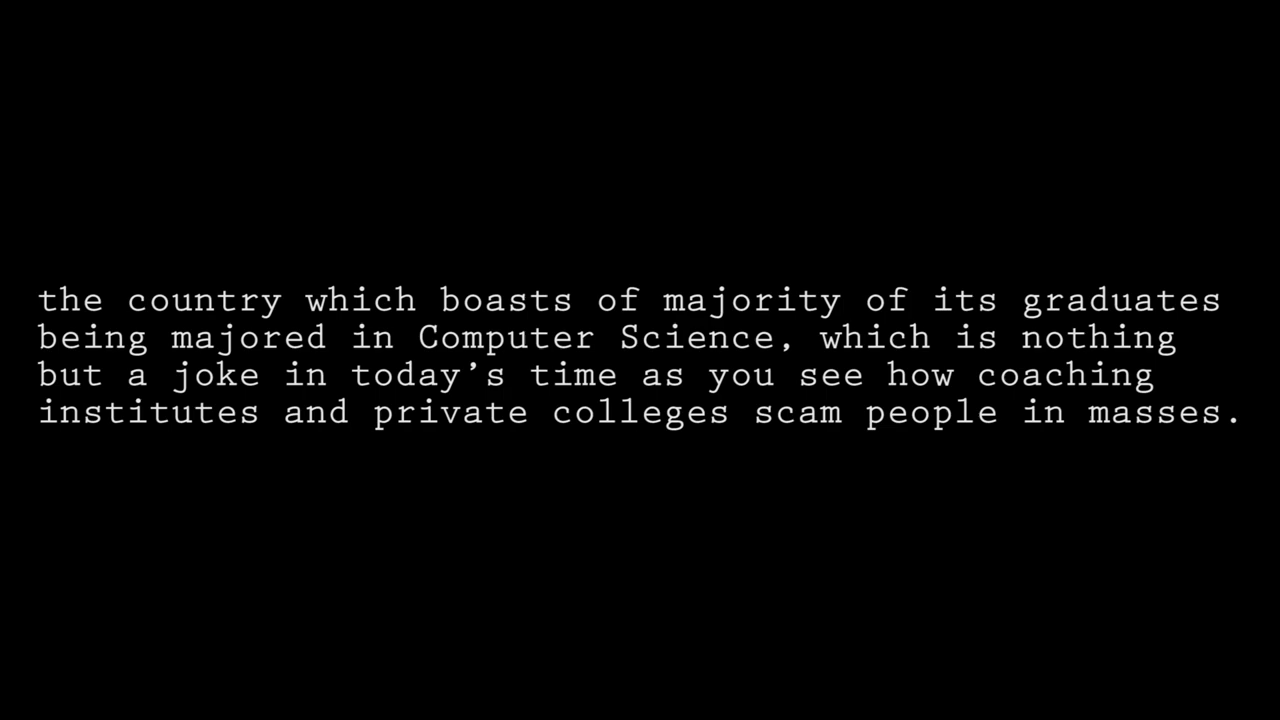 the country which boasts of majority of its graduates
being majored in Computer Science, which is nothing
but a joke in today’s time as you see how coaching
institutes and private colleges scam people in masses.